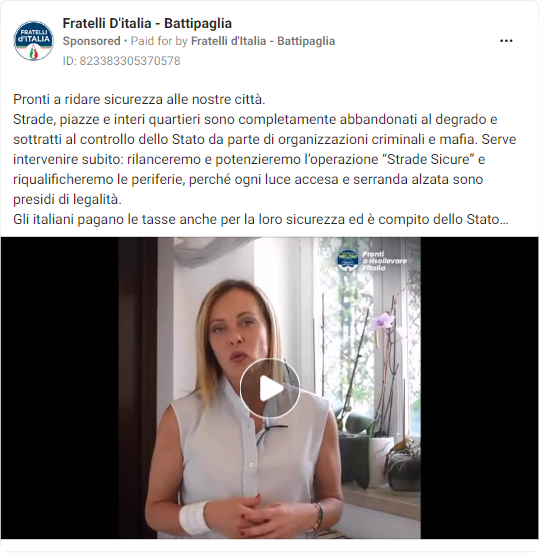 Fratelli D'italia - Battipaglia
Sponsored • Paid for by Fratelli d'Italia - Battipaglia
ID: 823383305370578
Pronti a ridare sicurezza alle nostre città.
Strade, piazze e interi quartieri sono completamente abbandonati al degrado e
sottratti al controllo dello Stato da parte di organizzazioni criminali e mafia. Serve
intervenire subito: rilanceremo e potenzieremo l’operazione “Strade Sicure” e
riqualificheremo le periferie, perché ogni luce accesa e serranda alzata sono
presidi di legalità.
Gli italiani pagano le tasse anche per la loro sicurezza ed è compito dello Stato...
FRATELLI
d'ITALIA
MELONI
Pronti
a risollevare
l'Italia